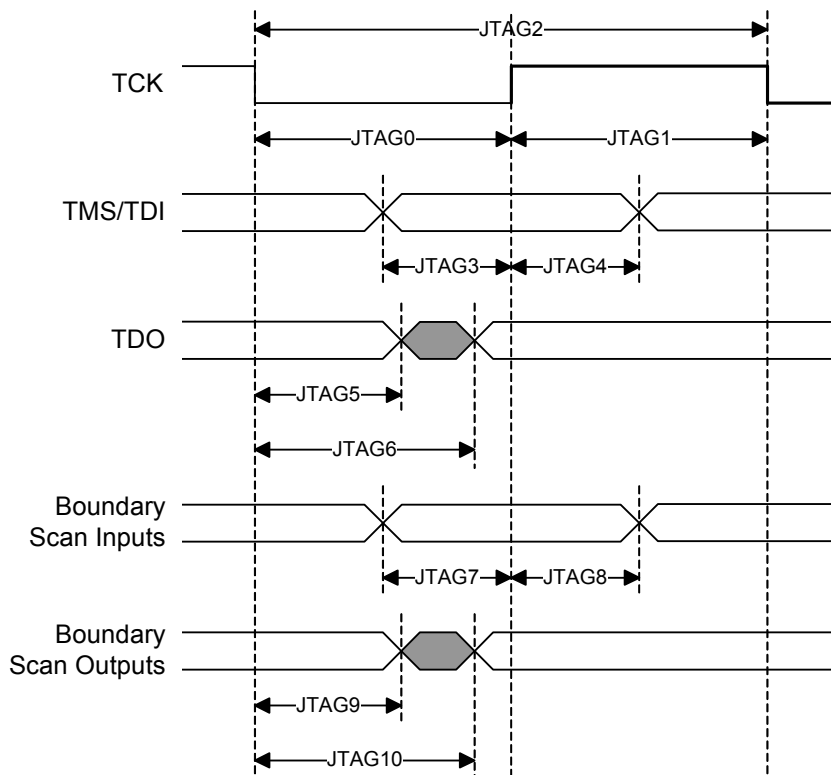 JTAG2
TCK
JTAG0
JTAG1
TMS/TDI
JTAG3
JTAG4
TDO
JTAG5
JTAG6
Boundary
Scan Inputs
JTAG7
JTAG8
Boundary
Scan Outputs
JTAG9
JTAG10